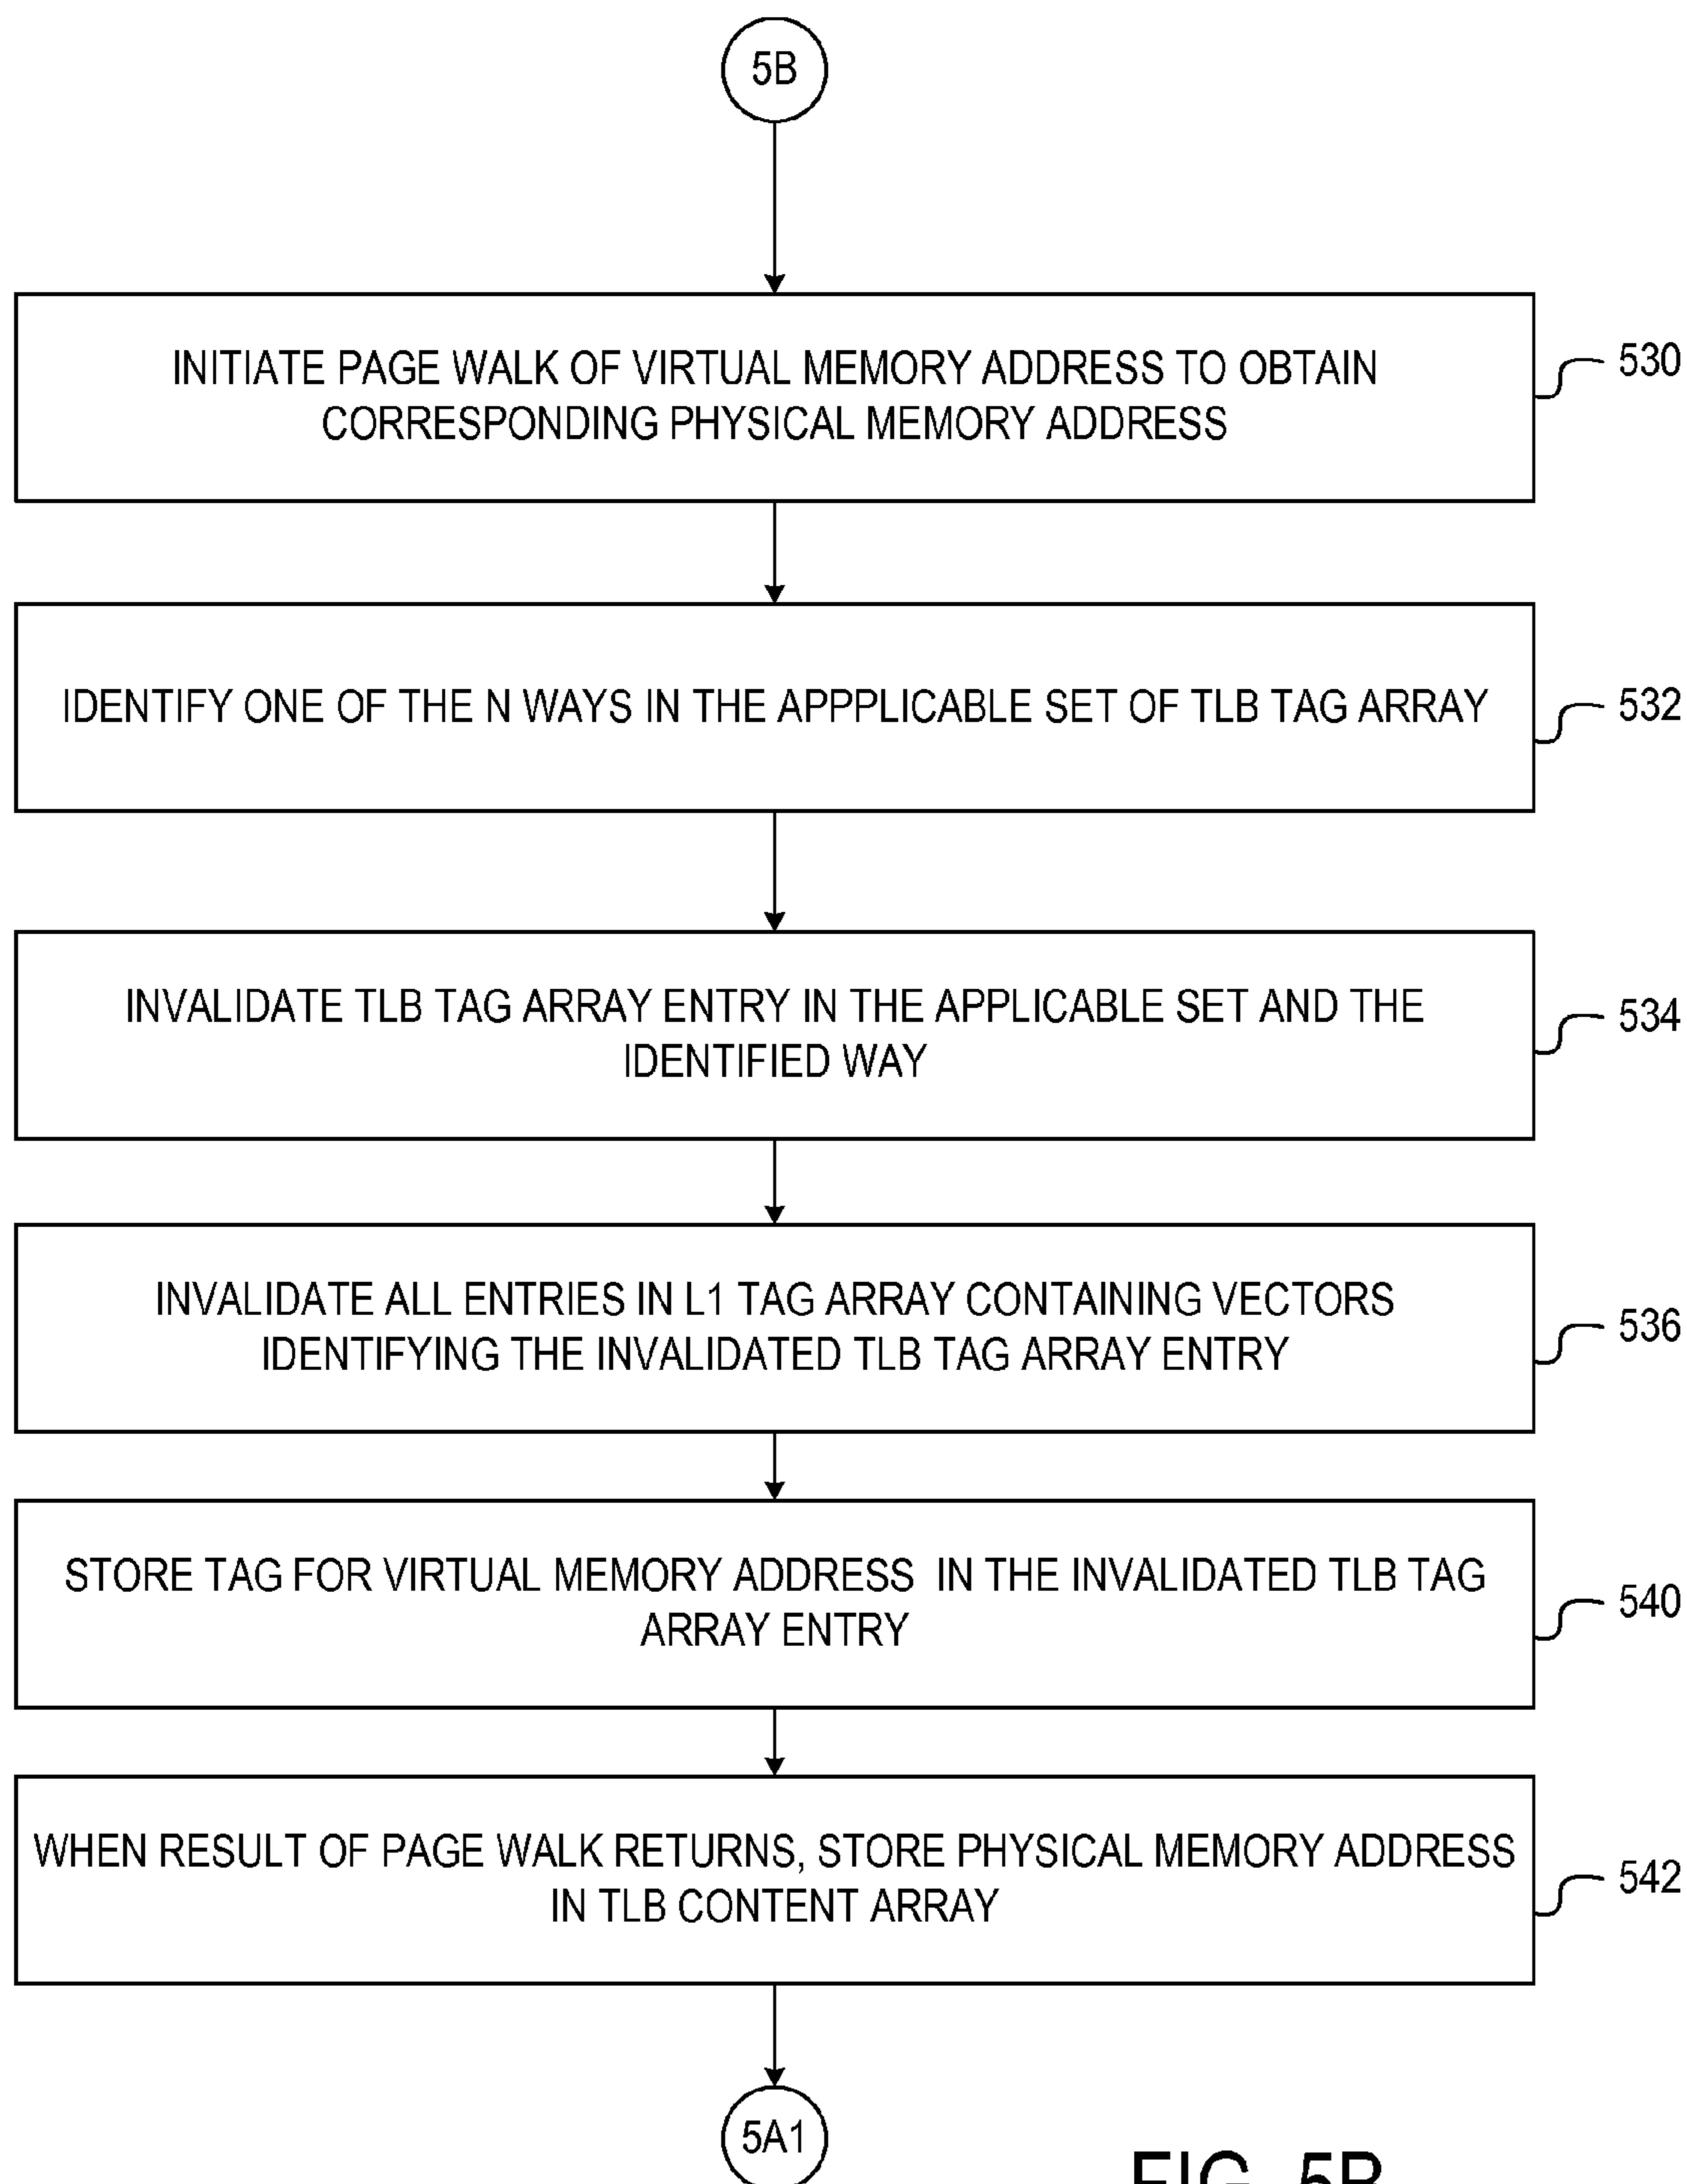 5B
INITIATE PAGE WALK OF VIRTUAL MEMORY ADDRESS TO OBTAIN
CORRESPONDING PHYSICAL MEMORY ADDRESS
530
IDENTIFY ONE OF THE N WAYS IN THE APPPLICABLE SET OF TLB TAG ARRAY
532
INVALIDATE TLB TAG ARRAY ENTRY IN THE APPLICABLE SET AND THE
IDENTIFIED WAY
534
INVALIDATE ALL ENTRIES IN L1 TAG ARRAY CONTAINING VECTORS
IDENTIFYING THE INVALIDATED TLB TAG ARRAY ENTRY
536
STORE TAG FOR VIRTUAL MEMORY ADDRESS IN THE INVALIDATED TLB TAG
ARRAY ENTRY
540
WHEN RESULT OF PAGE WALK RETURNS, STORE PHYSICAL MEMORY ADDRESS
IN TLB CONTENT ARRAY
542
5A1
FIG. 5B